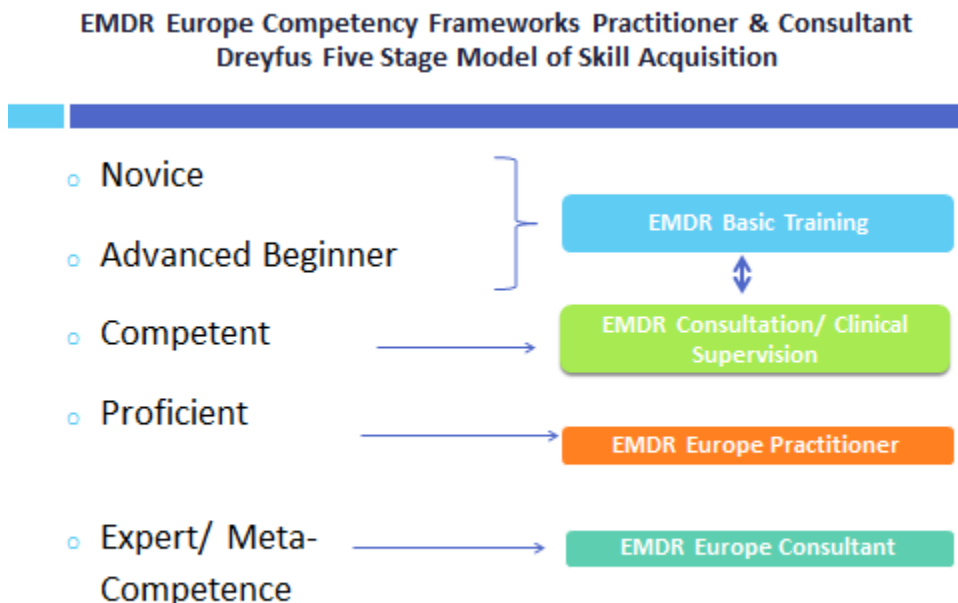 EMDR Europe Competency Frameworks Practitioner & Consultant
Dreyfus Five Stage Model of Skill Acquisition
Novice
EMDR Basic Training
Advanced Beginner
Competent
EMDR Consultation/ Clinical
Supervision
Proficient
EMDR Europe Practitioner
Expert/ Meta-
Competence
EMDR Europe Consultant